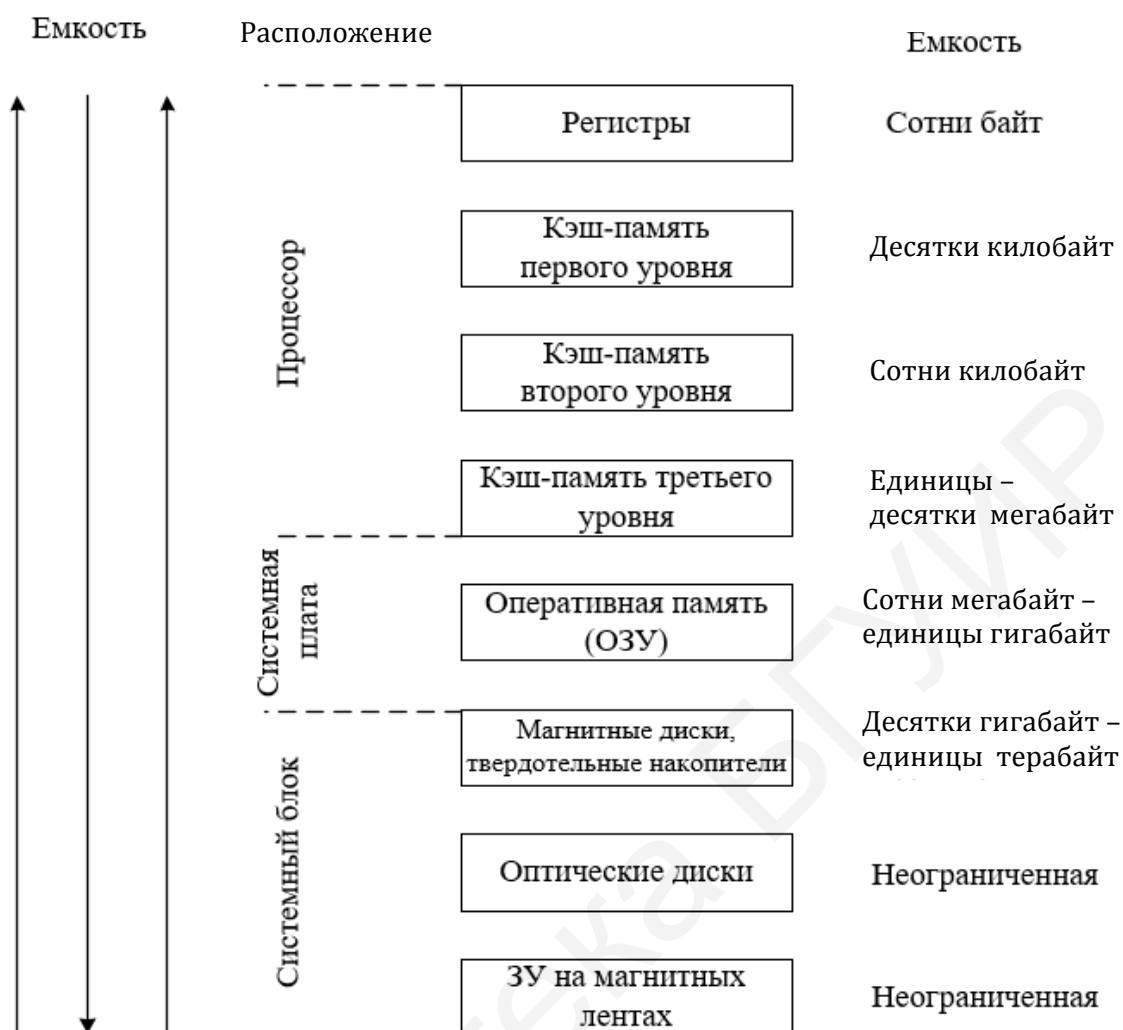 Емкость
Расположение
Емкость
Регистры
Сотни байт
Процессор
Кэш-память
первого уровня
Десятки килобайт
Кэш-память
второго уровня
Сотни килобайт
Кэш-память третьего
уровня
Единицы –
десятки мегабайт
Системная
плата
Оперативная память
(ОЗУ)
Сотни мегабайт –
единицы гигабайт
Системный блок
Магнитные диски,
твердотельные накопители
Десятки гигабайт –
единицы терабайт
Оптические диски
Неограниченная
ЗУ на магнитных
лентах
Неограниченная
БГУИР